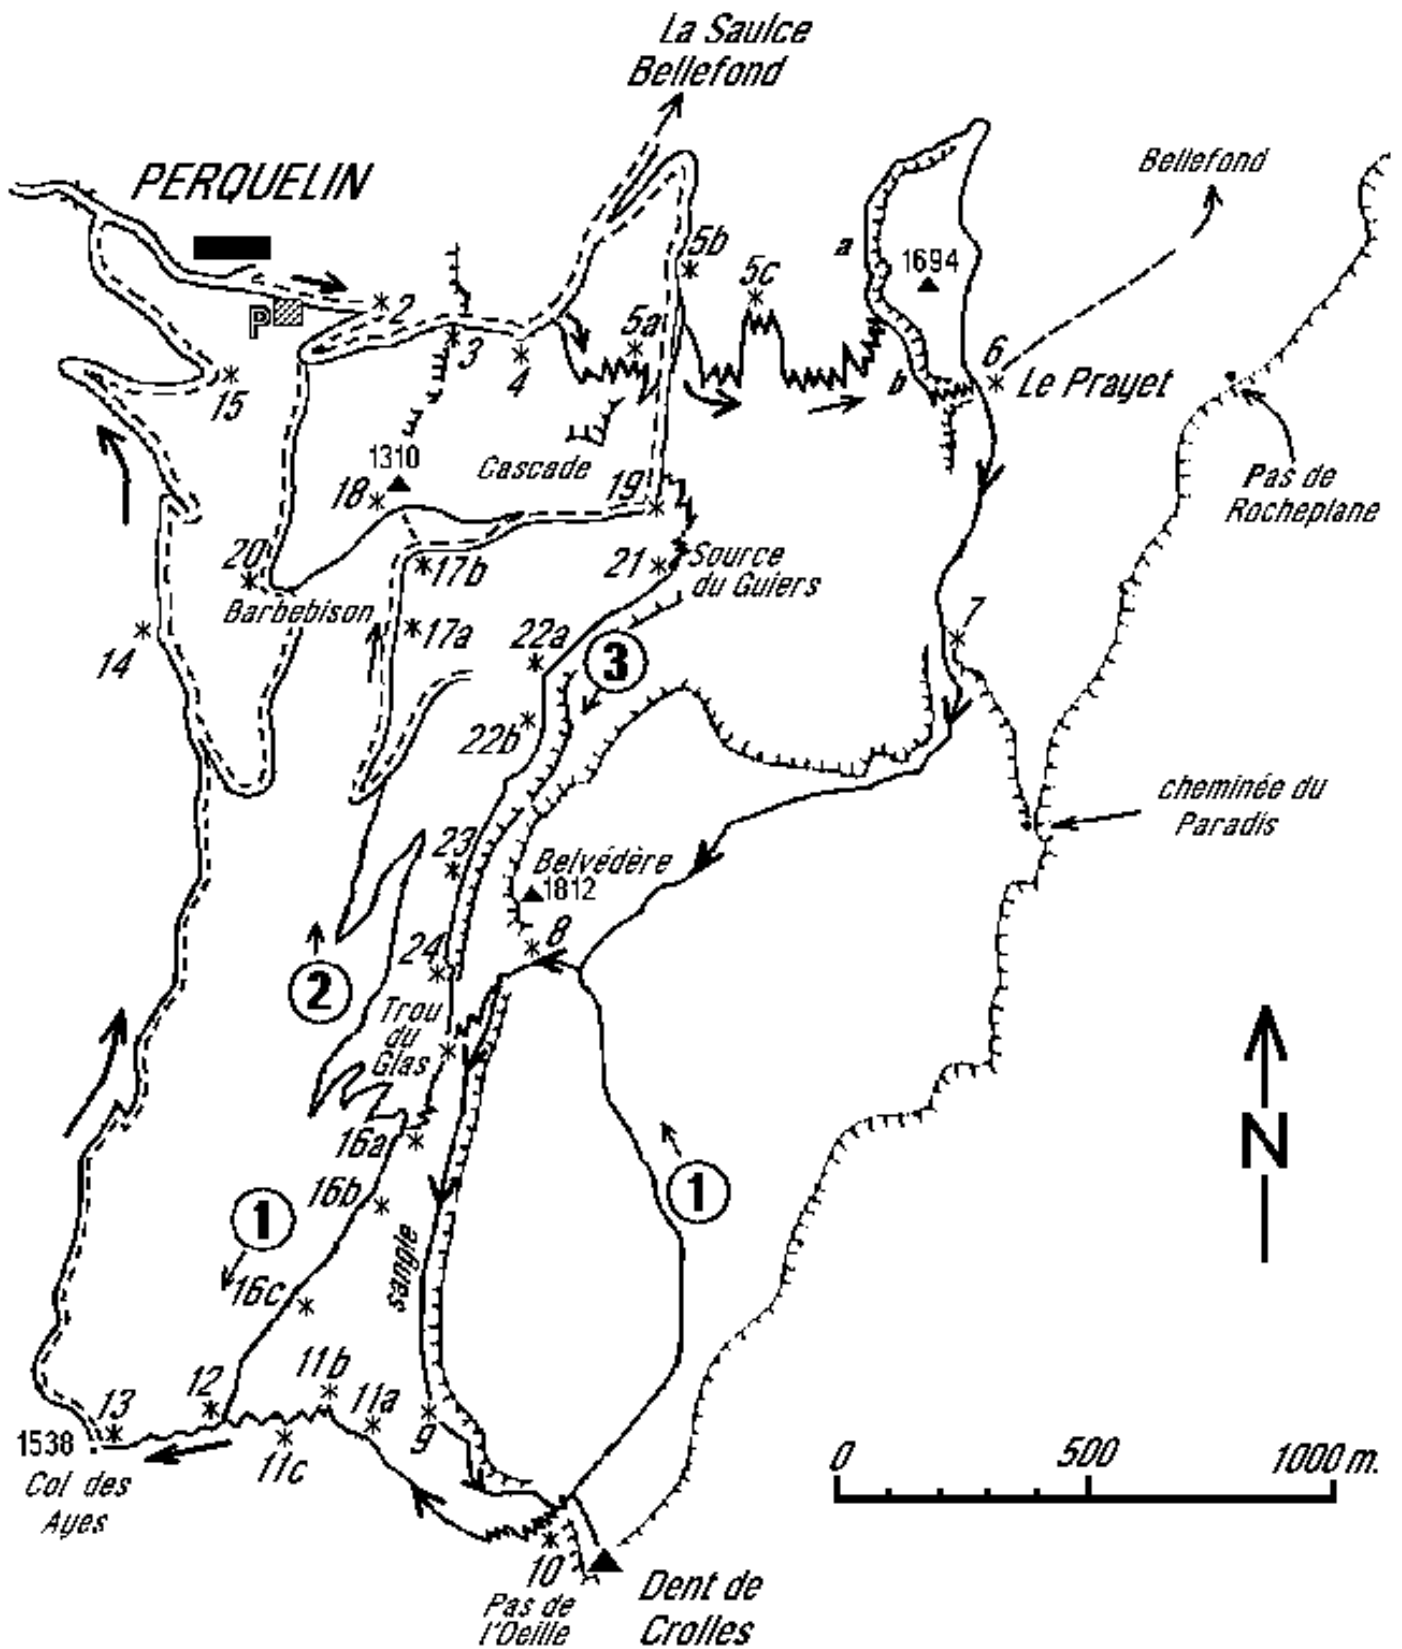 La Saulce
Bellefond
PERQUELIN
Bellefond
5b
5c
a
1694
P
2
3
4
5a
6
b
Le Prayet
15
1310
18
Cascade
19
Pas de
Rocheplane
20
17b
21
Source
du Guiers
Barbebison
17a
7
14
22a
3
22b
cheminée du
Paradis
23
Belvédère
1812
8
24
2
Trou
du
Glas
16a
N
16b
1
1
sangle
16c
11b
12
11a
13
9
1538
11c
Col des
Ayes
0
500
1000 m.
10
Pas de
l'Oeille
Dent de
Crolles